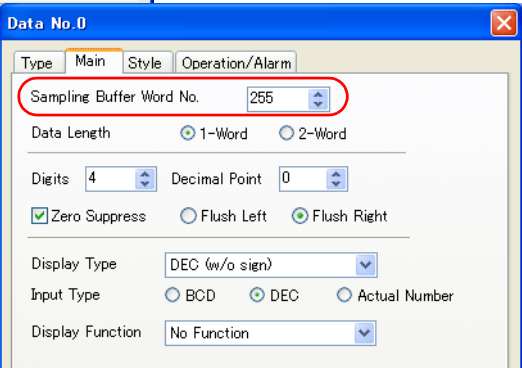 Data No.0
Type Main Style Operation/Alarm
Sampling Buffer Word No. 255
Data Length 1-Word 2-Word
Digits 4 Decimal Point 0
Zero Suppress Flush Left Flush Right
Display Type DEC (w/o sign)
Input Type BCD DEC Actual Number
Display Function No Function